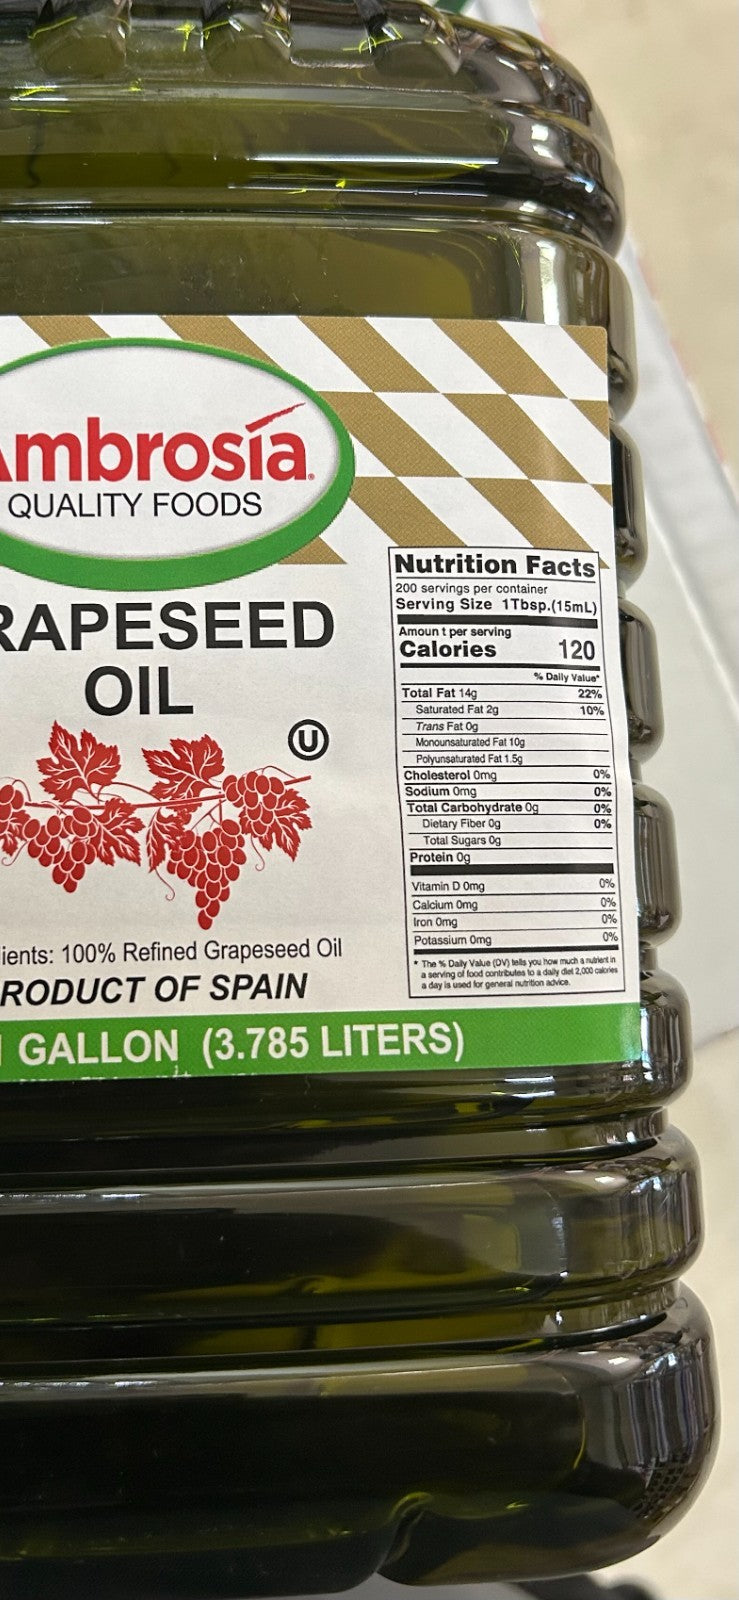 Ambrosía
QUALITY FOODS
RAPESEED
OIL
U
ients: 100% Refined Grapeseed Oil
RODUCT OF SPAIN
GALLON (3.785 LITERS)
Nutrition Facts
200 servings per container
Serving Size 1Tbsp.(15mL)
Amoun t per serving
Calories 120
% Daily Value*
Total Fat 14g 22%
Saturated Fat 2g 10%
Trans Fat 0g
Monounsaturated Fat 10g
Polyunsaturated Fat 1.5g
Cholesterol 0mg 0%
Sodium 0mg 0%
Total Carbohydrate 0g 0%
Dietary Fiber 0g 0%
Total Sugars 0g
Protein 0g
Vitamin D 0mg 0%
Calcium 0mg 0%
Iron 0mg 0%
Potassium 0mg 0%
* The % Daily Value (DV) tells you how much a nutrient in
a serving of food contributes to a daily diet 2,000 calories
a day is used for general nutrition advice.